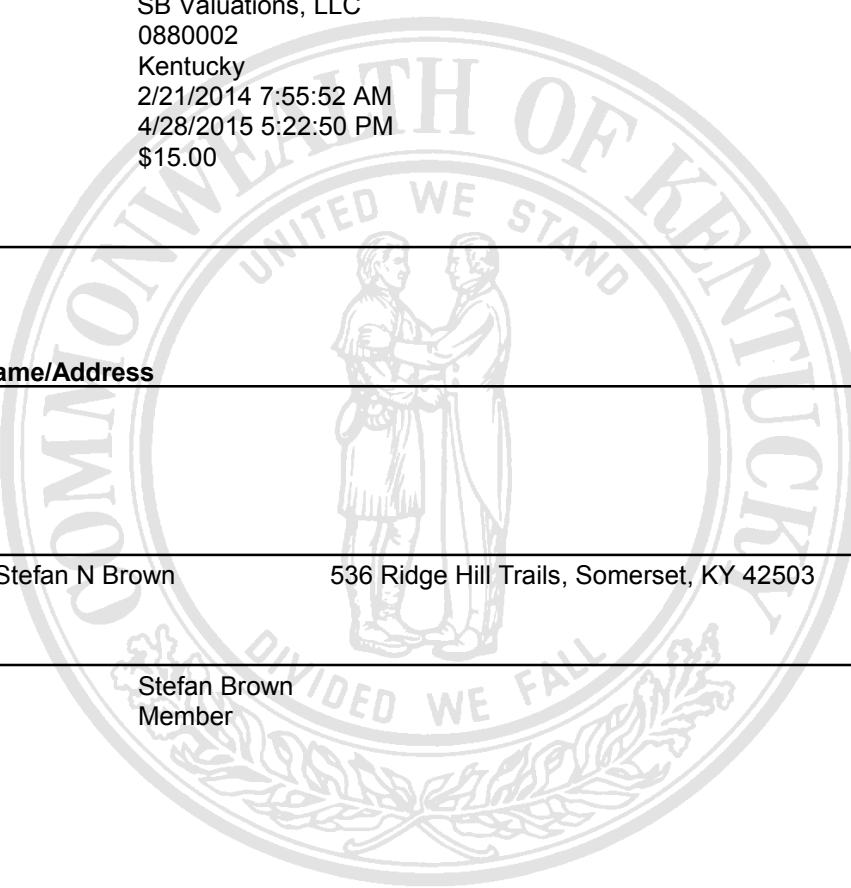 SB Valuations, LLC
0880002
Kentucky
2/21/2014 7:55:52 AM
4/28/2015 5:22:50 PM
$15.00
ame/Address
Stefan N Brown 536 Ridge Hill Trails, Somerset, KY 42503
Stefan Brown
Member
COMMONWEALTH OF KENTUCKY
UNITED WE STAND
DIVIDED WE FALL